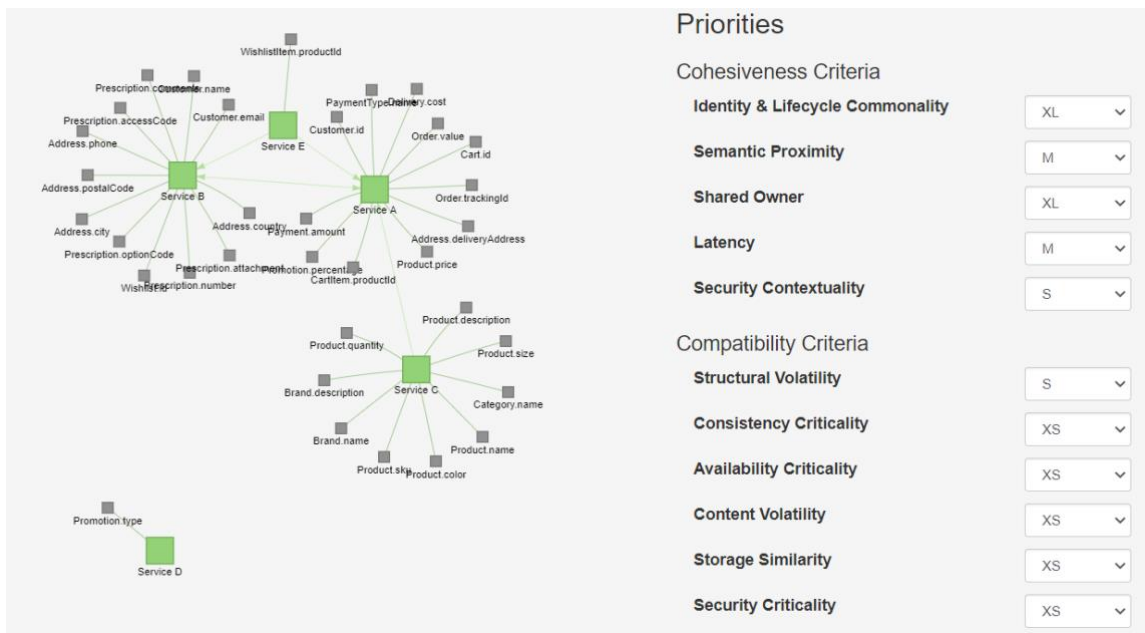 WishlistItem.productId
Prescription.comments
Customer.name
Prescription.accessCode
Customer.email
Address.phone
Service E
Address.postalCode
Service B
Address.city
Address.country
Prescription.optionCode
Prescription.attachment
Wishlist.id
Prescription.number
PaymentType.name
Delivery.cost
Customer.id
Order.value
Cart.id
Order.trackingId
Service A
Payment.amount
Address.deliveryAddress
Promotion.percentage
Product.price
CartItem.productId
Product.description
Product.quantity
Product.size
Service C
Brand.description
Category.name
Brand.name
Product.name
Product.sku
Product.color
Promotion.type
Service D
Priorities
Cohesiveness Criteria
Identity & Lifecycle Commonality XL
Semantic Proximity M
Shared Owner XL
Latency M
Security Contextuality S
Compatibility Criteria
Structural Volatility S
Consistency Criticality XS
Availability Criticality XS
Content Volatility XS
Storage Similarity XS
Security Criticality XS